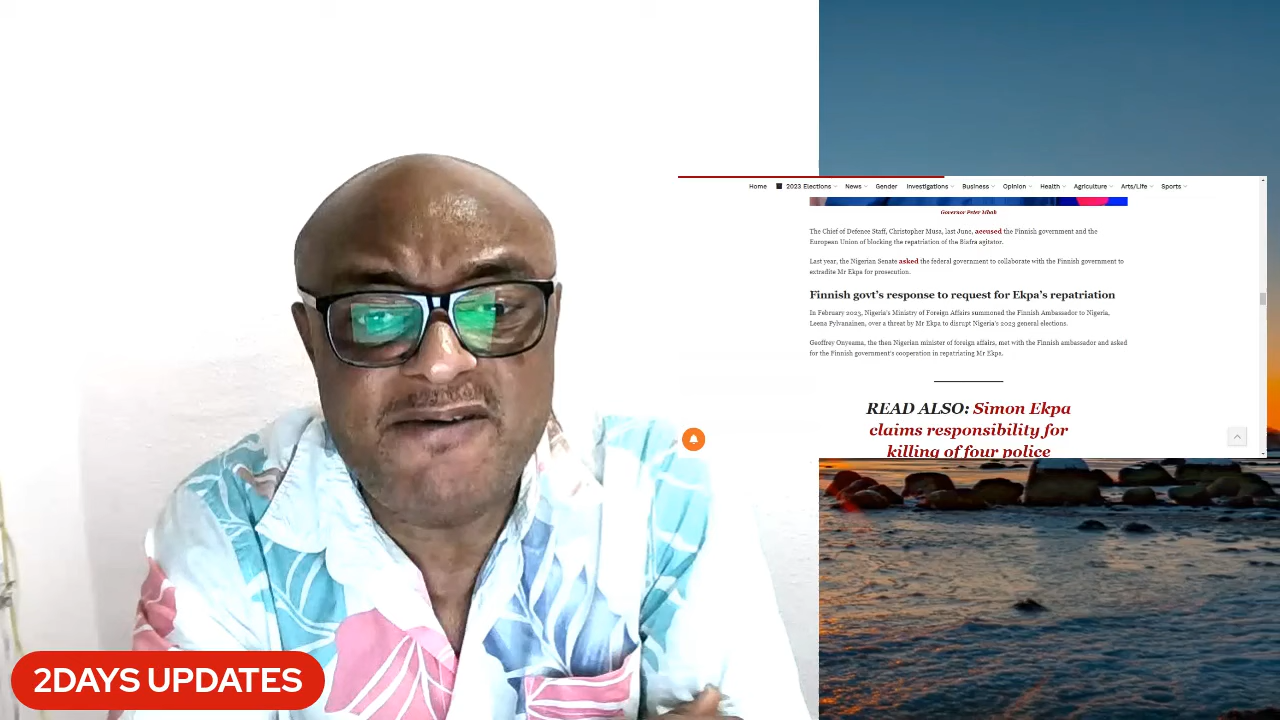 Home 2023 Elections News Gender Investigations Business Opinion Health Agriculture Arts/Life Sports
Governor Peter Mbah
The Chief of Defence Staff, Christopher Musa, last June, accused the Finnish government and the
European Union of blocking the repatriation of the Biafra agitator.
Last year, the Nigerian Senate asked the federal government to collaborate with the Finnish government to
extradite Mr Ekpa for prosecution.
Finnish govt’s response to request for Ekpa’s repatriation
In February 2023, Nigeria’s Ministry of Foreign Affairs summoned the Finnish Ambassador to Nigeria,
Leena Pylvanainen, over a threat by Mr Ekpa to disrupt Nigeria’s 2023 general elections.
Geoffrey Onyeama, the then Nigerian minister of foreign affairs, met with the Finnish ambassador and asked
for the Finnish government’s cooperation in repatriating Mr Ekpa.
READ ALSO: Simon Ekpa
claims responsibility for
killing of four police
2DAYS UPDATES